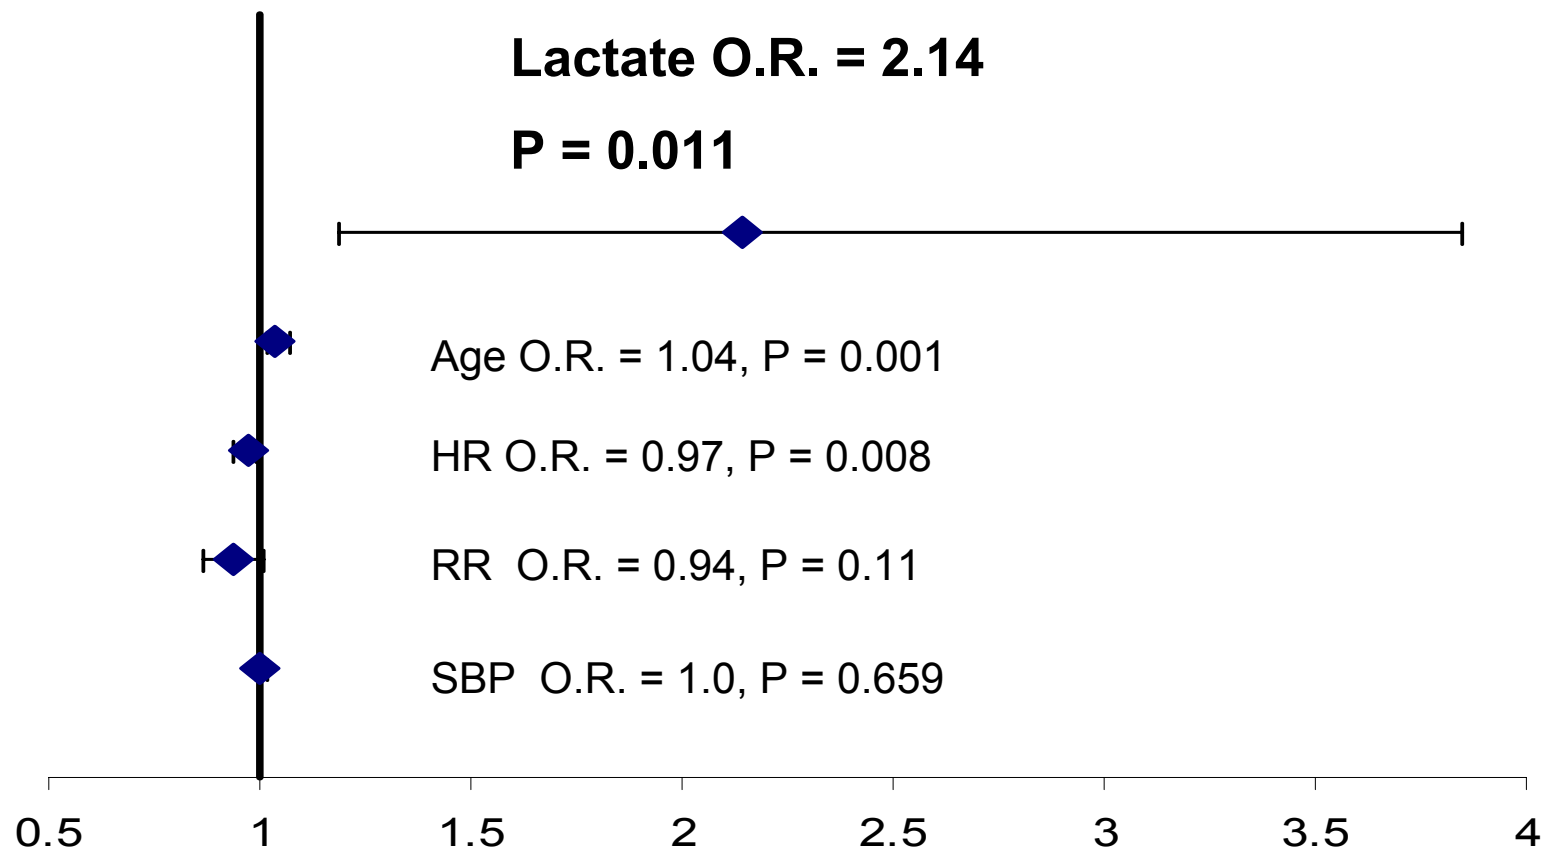 Lactate O.R. = 2.14
P = 0.011
Age O.R. = 1.04, P = 0.001
HR O.R. = 0.97, P = 0.008
RR  O.R. = 0.94, P = 0.11
SBP  O.R. = 1.0, P = 0.659
0.5 1 1.5 2 2.5 3 3.5 4